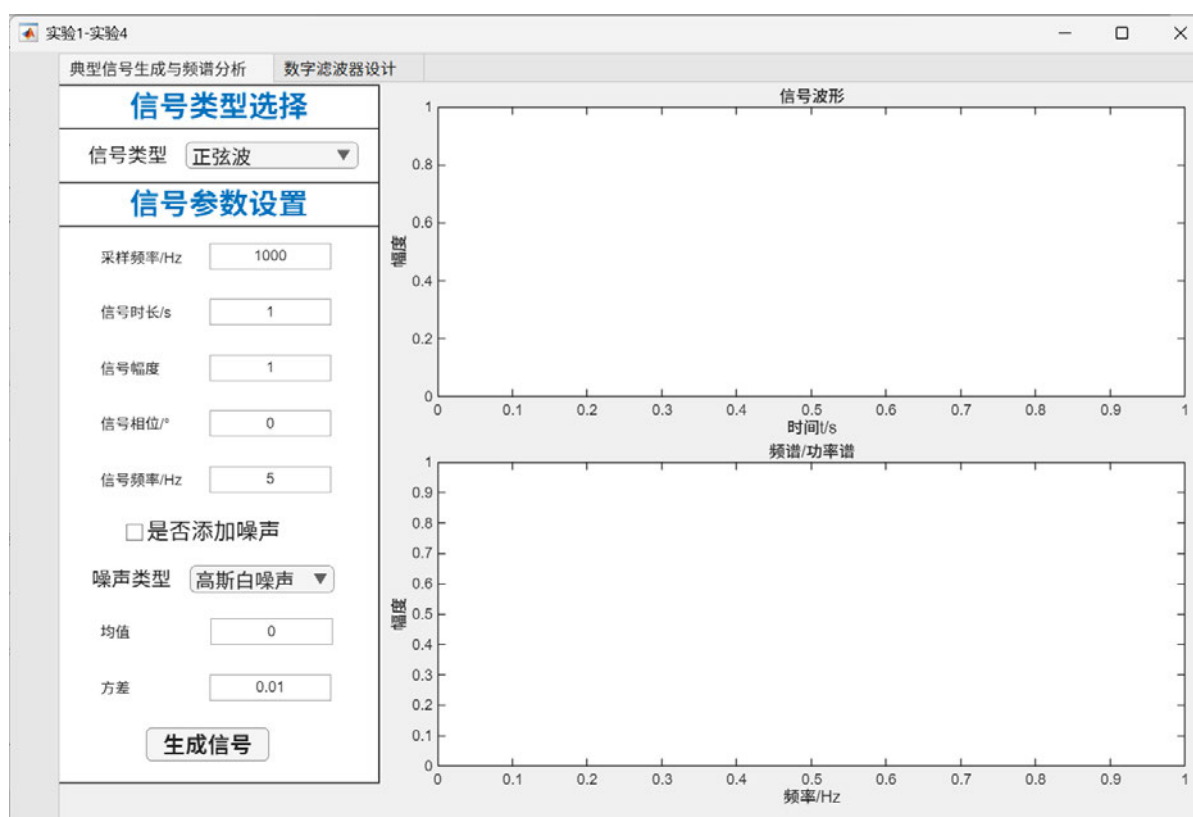 实验1-实验4
典型信号生成与频谱分析 数字滤波器设计
信号类型选择
信号类型 正弦波
信号参数设置
采样频率/Hz 1000
信号时长/s 1
信号幅度 1
信号相位/° 0
信号频率/Hz 5
是否添加噪声
噪声类型 高斯白噪声
均值 0
方差 0.01
生成信号
信号波形
1
0.8
0.6
0.4
0.2
0
幅度
0 0.1 0.2 0.3 0.4 0.5 0.6 0.7 0.8 0.9 1
时间t/s
频谱/功率谱
1
0.9
0.8
0.7
0.6
0.5
0.4
0.3
0.2
0.1
0
幅度
0 0.1 0.2 0.3 0.4 0.5 0.6 0.7 0.8 0.9 1
频率/Hz